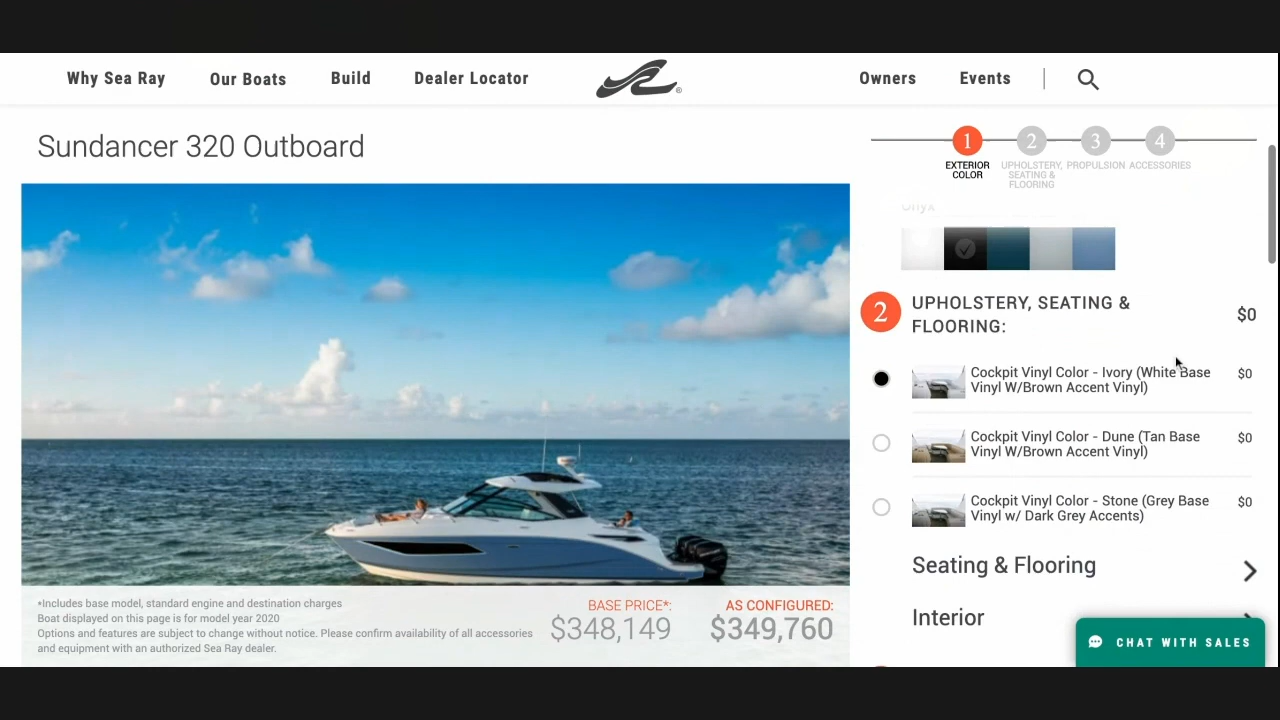 Why Sea Ray
Our Boats
Build
Dealer Locator
Owners
Events
Sundancer 320 Outboard
1
2
3
4
EXTERIOR
COLOR
UPHOLSTERY,
SEATING &
FLOORING
PROPULSION
ACCESSORIES
Onyx
2
UPHOLSTERY, SEATING &
FLOORING:
$0
Cockpit Vinyl Color - Ivory (White Base
Vinyl W/Brown Accent Vinyl)
$0
Cockpit Vinyl Color - Dune (Tan Base
Vinyl W/Brown Accent Vinyl)
$0
Cockpit Vinyl Color - Stone (Grey Base
Vinyl w/ Dark Grey Accents)
$0
Seating & Flooring
Interior
CHAT WITH SALES
*Includes base model, standard engine and destination charges
Boat displayed on this page is for model year 2020
Options and features are subject to change without notice. Please confirm availability of all accessories
and equipment with an authorized Sea Ray dealer.
BASE PRICE*:
$348,149
AS CONFIGURED:
$349,760